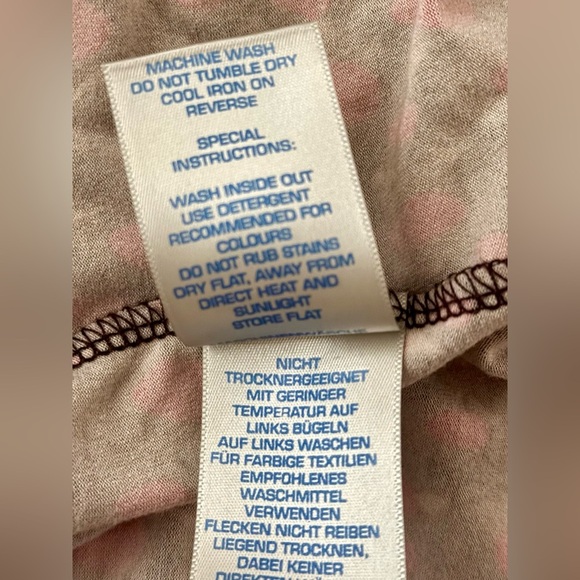 MACHINE WASH
DO NOT TUMBLE DRY
COOL IRON ON
REVERSE
SPECIAL
INSTRUCTIONS:
WASH INSIDE OUT
USE DETERGENT
RECOMMENDED FOR
COLOURS
DO NOT RUB STAINS
DRY FLAT, AWAY FROM
DIRECT HEAT AND
SUNLIGHT
STORE FLAT
NICHT
TROCKNERGEEIGNET
MIT GERINGER
TEMPERATUR AUF
LINKS BÜGELN
AUF LINKS WASCHEN
FÜR FARBIGE TEXTILIEN
EMPFOHLENES
WASCHMITTEL
VERWENDEN
FLECKEN NICHT REIBEN
LIEGEND TROCKNEN,
DABEI KEINER